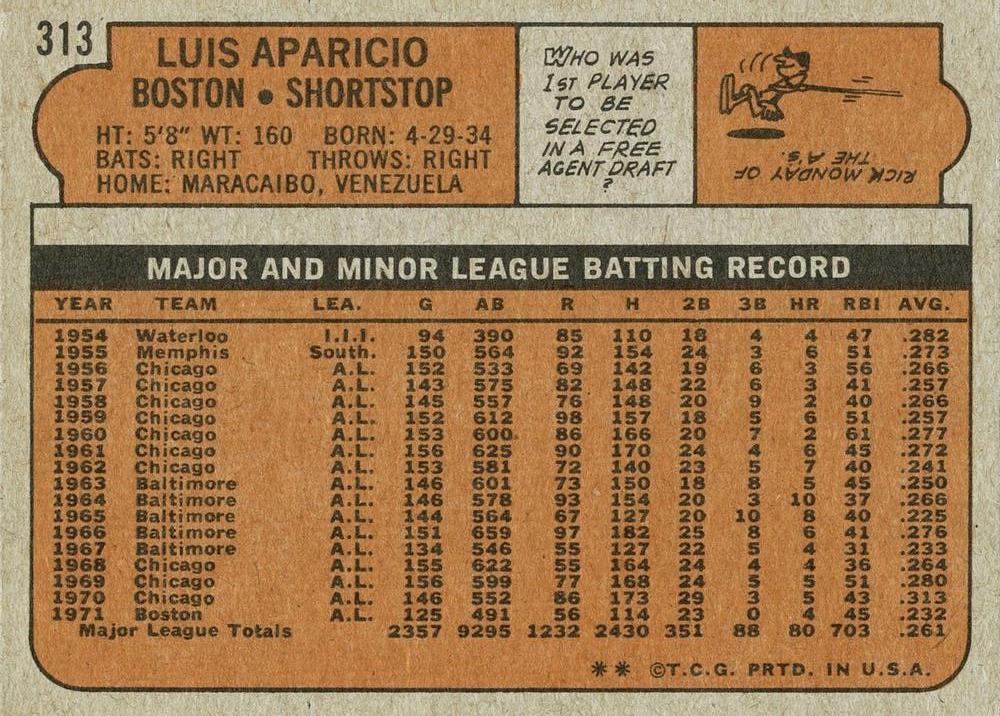 313
LUIS APARICIO
BOSTON • SHORTSTOP
HT: 5'8" WT: 160 BORN: 4-29-34
BATS: RIGHT THROWS: RIGHT
HOME: MARACAIBO, VENEZUELA
WHO WAS
1ST PLAYER
TO BE
SELECTED
IN A FREE
AGENT DRAFT
?
RICK MONDAY OF
THE A'S.
MAJOR AND MINOR LEAGUE BATTING RECORD
YEAR TEAM LEA. G AB R H 2B 3B HR RBI AVG.
1954 Waterloo I.I.I. 94 390 85 110 18 4 4 47 .282
1955 Memphis South. 150 564 92 154 24 3 6 51 .273
1956 Chicago A.L. 152 533 69 142 19 6 3 56 .266
1957 Chicago A.L. 143 575 82 148 22 6 3 41 .257
1958 Chicago A.L. 145 557 76 148 20 9 2 40 .266
1959 Chicago A.L. 152 612 98 157 18 5 6 51 .257
1960 Chicago A.L. 153 600 86 166 20 7 2 61 .277
1961 Chicago A.L. 156 625 90 170 24 4 6 45 .272
1962 Chicago A.L. 153 581 72 140 23 5 7 40 .241
1963 Baltimore A.L. 146 601 73 150 18 8 5 45 .250
1964 Baltimore A.L. 146 578 93 154 20 3 10 37 .266
1965 Baltimore A.L. 144 564 67 127 20 10 8 40 .225
1966 Baltimore A.L. 151 659 97 182 25 8 6 41 .276
1967 Baltimore A.L. 134 546 55 127 22 5 4 31 .233
1968 Chicago A.L. 155 622 55 164 24 4 4 36 .264
1969 Chicago A.L. 156 599 77 168 24 5 5 51 .280
1970 Chicago A.L. 146 552 86 173 29 3 5 43 .313
1971 Boston A.L. 125 491 56 114 23 0 4 45 .232
Major League Totals 2357 9295 1232 2430 351 88 80 703 .261
** ©T.C.G. PRTD. IN U.S.A.